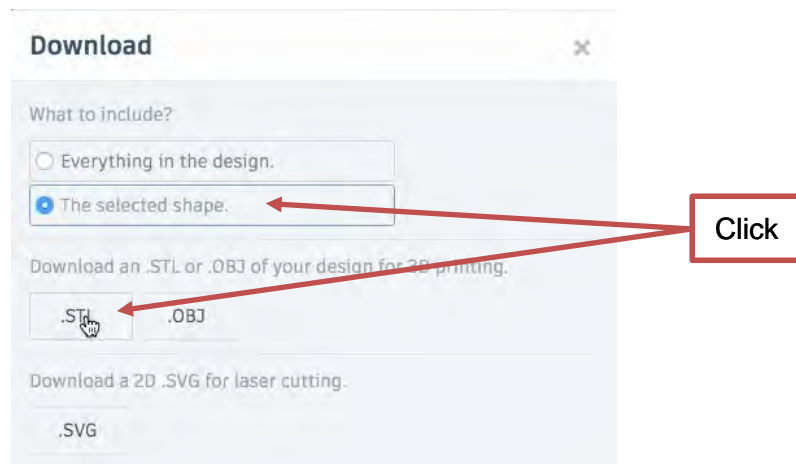 Download
What to include?
Everything in the design.
The selected shape.
Click
Download an .STL or .OBJ of your design for 3D printing.
.STL
.OBJ
Download a 2D .SVG for laser cutting.
.SVG